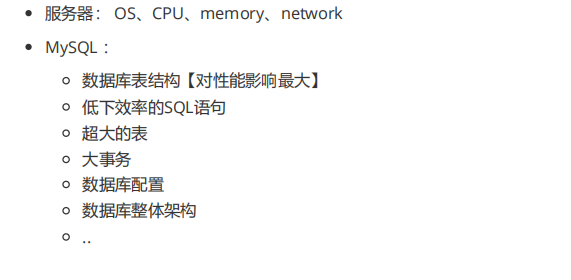 服务器： OS、CPU、memory、network
MySQL ：
数据库表结构【对性能影响最大】
低下效率的SQL语句
超大的表
大事务
数据库配置
数据库整体架构
..